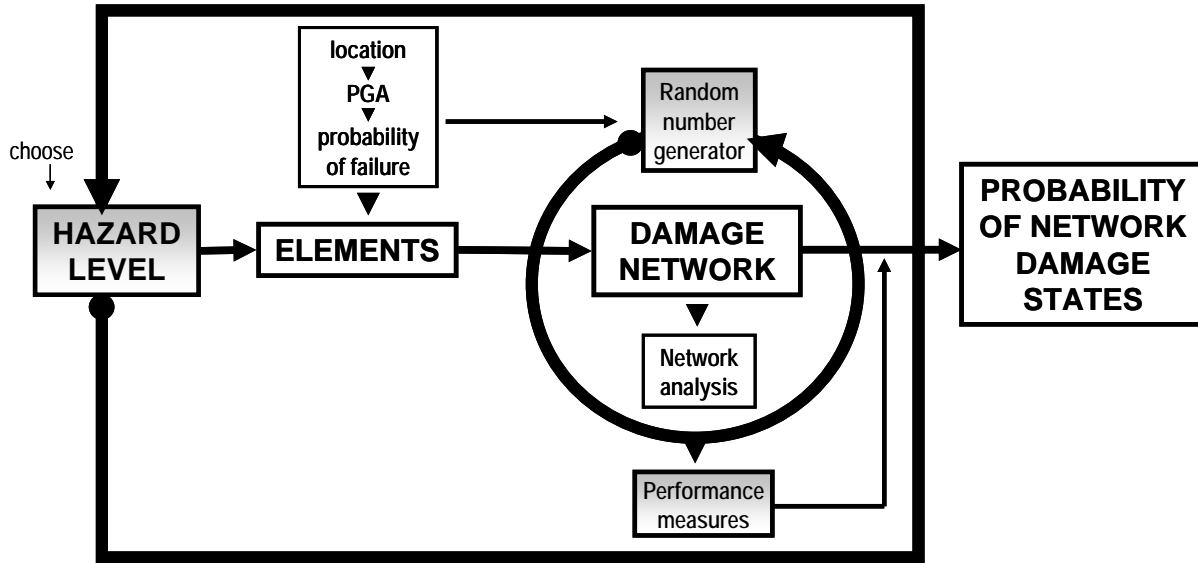 choose
HAZARD
LEVEL
location
PGA
probability
of failure
ELEMENTS
Random
number
generator
DAMAGE
NETWORK
Network
analysis
Performance
measures
PROBABILITY
OF NETWORK
DAMAGE
STATES